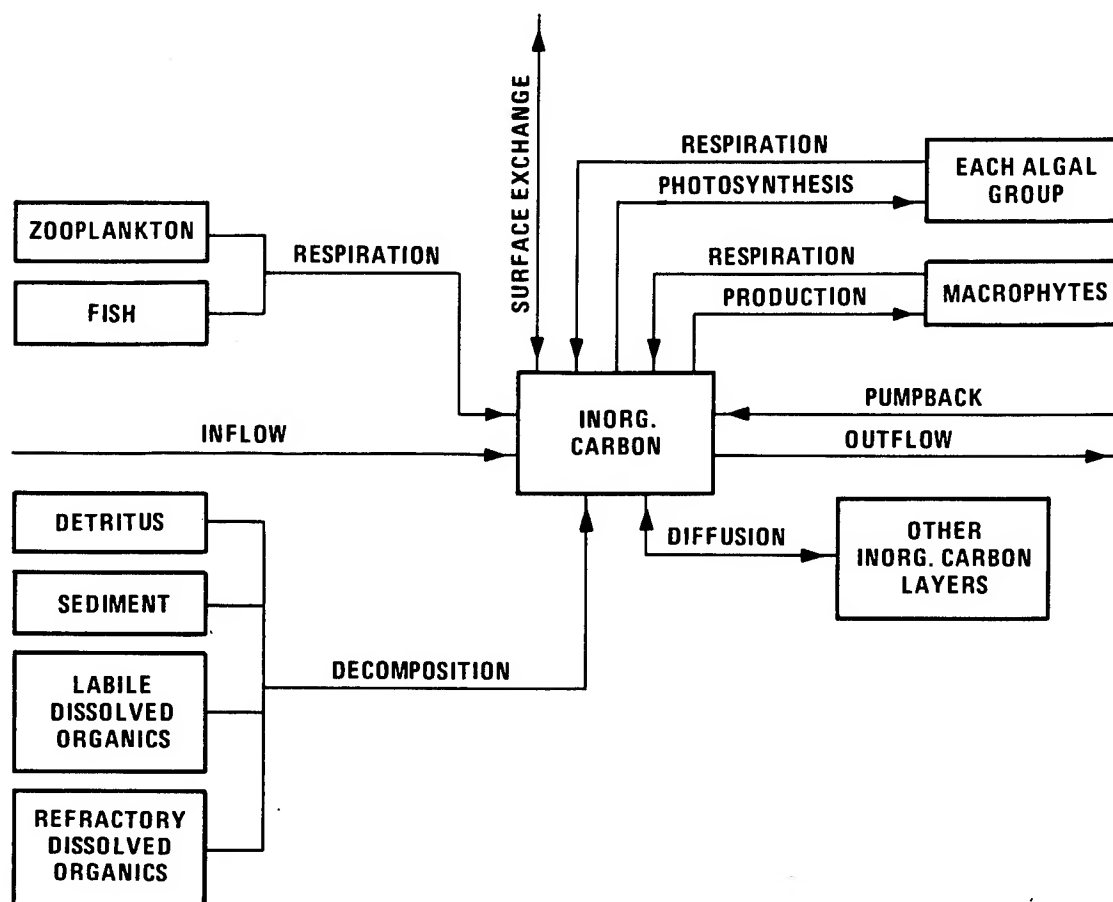 SURFACE EXCHANGE
RESPIRATION
EACH ALGAL
GROUP
PHOTOSYNTHESIS
ZOOPLANKTON
RESPIRATION
RESPIRATION
MACROPHYTES
PRODUCTION
FISH
PUMPBACK
INFLOW
INORG.
CARBON
OUTFLOW
DETRITUS
DIFFUSION
OTHER
INORG. CARBON
LAYERS
SEDIMENT
DECOMPOSITION
LABILE
DISSOLVED
ORGANICS
REFRACTORY
DISSOLVED
ORGANICS